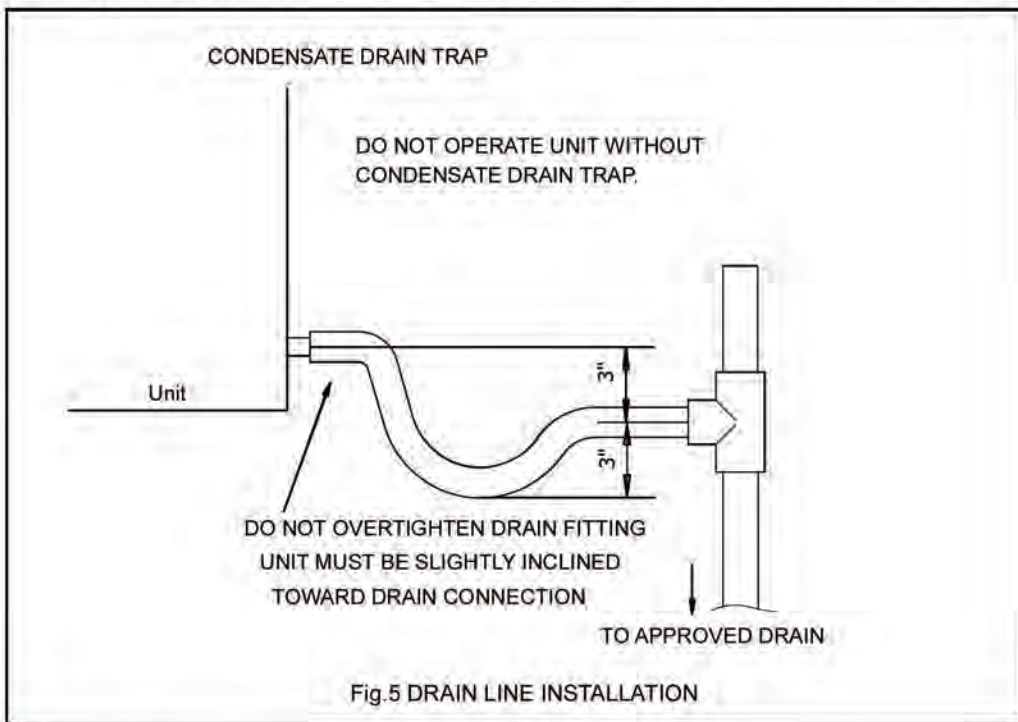 CONDENSATE DRAIN TRAP
DO NOT OPERATE UNIT WITHOUT
CONDENSATE DRAIN TRAP.
3"
Unit
3"
DO NOT OVERTIGHTEN DRAIN FITTING
UNIT MUST BE SLIGHTLY INCLINED
TOWARD DRAIN CONNECTION
TO APPROVED DRAIN
Fig.5 DRAIN LINE INSTALLATION